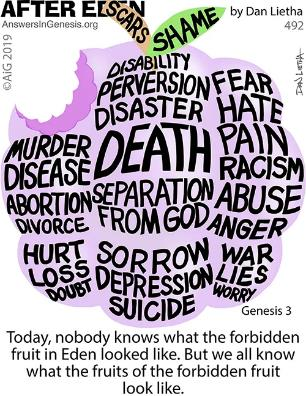 AFTER EDEN
by Dan Lietha
AnswersInGenesis.org
492
©AiG 2019
SCARS
SHAME
DAN LIETHA
DISABILITY
PERVERSION
DISASTER
DEATH
SEPARATION
FROM GOD
SORROW
DEPRESSION
SUICIDE
MURDER
DISEASE
ABORTION
DIVORCE
HURT
LOSS
DOUBT
FEAR
HATE
PAIN
RACISM
ABUSE
ANGER
WAR
LIES
WORRY
Genesis 3
Today, nobody knows what the forbidden
fruit in Eden looked like. But we all know
what the fruits of the forbidden fruit
look like.